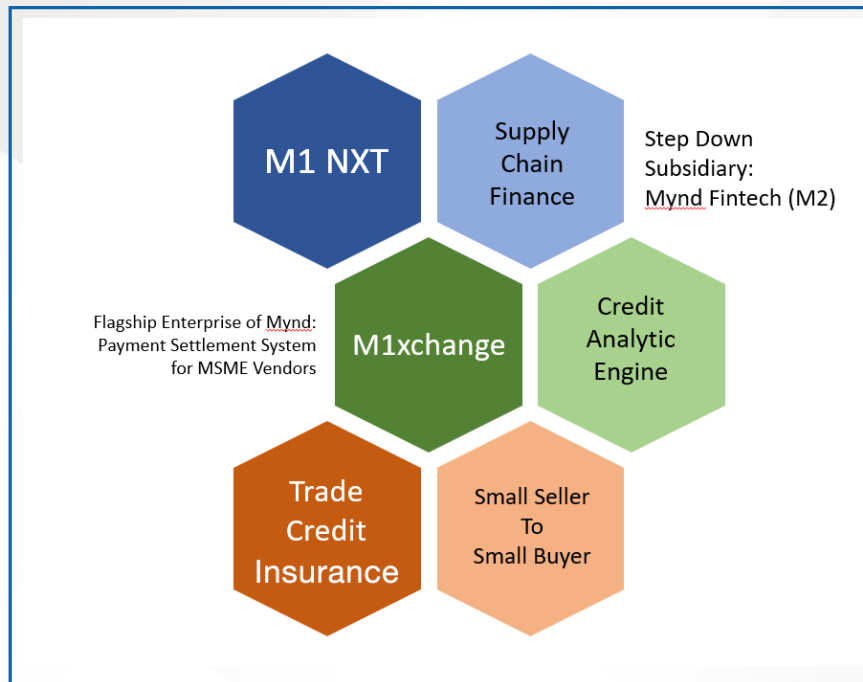 M1 NXT
Supply
Chain
Finance
Step Down
Subsidiary:
Mynd Fintech (M2)
Flagship Enterprise of Mynd:
Payment Settlement System
for MSME Vendors
M1xchange
Credit
Analytic
Engine
Trade
Credit
Insurance
Small Seller
To
Small Buyer